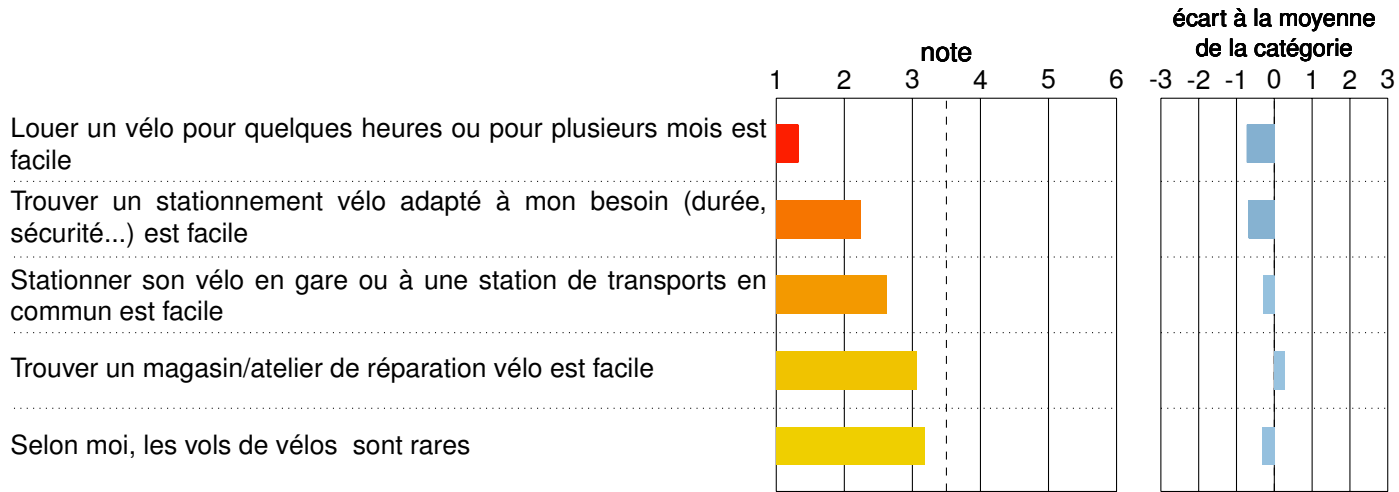 écart à la moyenne
note de la catégorie
1 2 3 4 5 6 -3 -2 -1 0 1 2 3
Louer un vélo pour quelques heures ou pour plusieurs mois est
facile
Trouver un stationnement vélo adapté à mon besoin (durée,
sécurité...) est facile
Stationner son vélo en gare ou à une station de transports en
commun est facile
Trouver un magasin/atelier de réparation vélo est facile
Selon moi, les vols de vélos sont rares